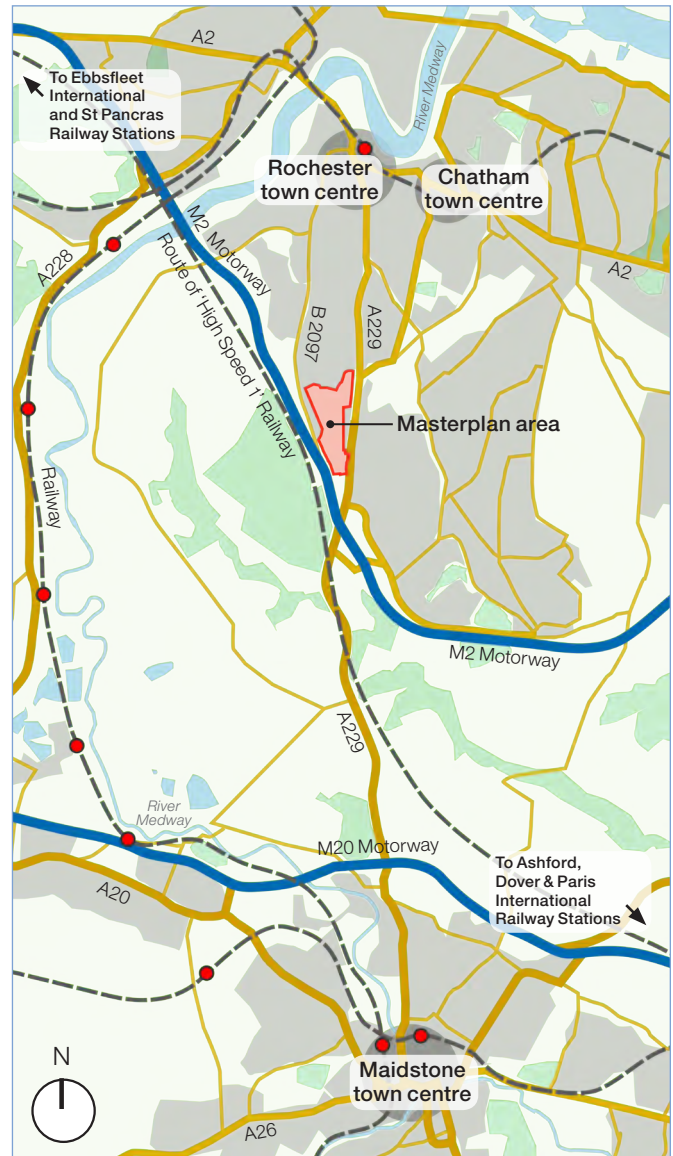 A2
To Ebbsfleet
International
and St Pancras
Railway Stations
River Medway
Rochester
town centre
Chatham
town centre
M2 Motorway
A228
A2
Route of 'High Speed 1' Railway
B 2097
A229
Masterplan area
Railway
M2 Motorway
A229
River
Medway
M20 Motorway
To Ashford,
Dover & Paris
International
Railway Stations
A20
N
Maidstone
town centre
A26